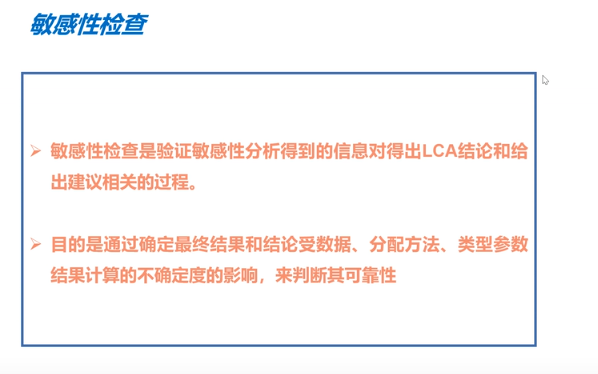 敏感性检查
➢ 敏感性检查是验证敏感性分析得到的信息对得出LCA结论和给
出建议相关的过程。
➢ 目的是通过确定最终结果和结论受数据、分配方法、类型参数
结果计算的不确定度的影响，来判断其可靠性